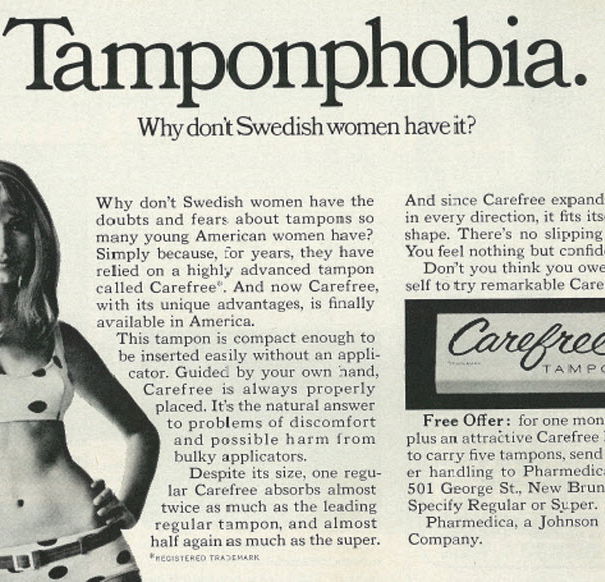 Tamponphobia.
Why don't Swedish women have it?
Why don't Swedish women have the
doubts and fears about tampons so
many young American women have?
Simply because, for years, they have
relied on a highly advanced tampon
called Carefree®. And now Carefree,
with its unique advantages, is finally
available in America.
This tampon is compact enough to
be inserted easily without an appli-
cator. Guided by your own hand,
Carefree is always properly
placed. It's the natural answer
to problems of discomfort
and possible harm from
bulky applicators.
Despite its size, one regu-
lar Carefree absorbs almost
twice as much as the leading
regular tampon, and almost
half again as much as the super.
®REGISTERED TRADEMARK
And since Carefree expand
in every direction, it fits its
shape. There's no slipping
You feel nothing but confid
Don't you think you owe
self to try remarkable Care
Carefree
TAMPO
Free Offer: for one mon
plus an attractive Carefree
to carry five tampons, send
er handling to Pharmedica
501 George St., New Brun
Specify Regular or Super.
Pharmedica, a Johnson
Company.